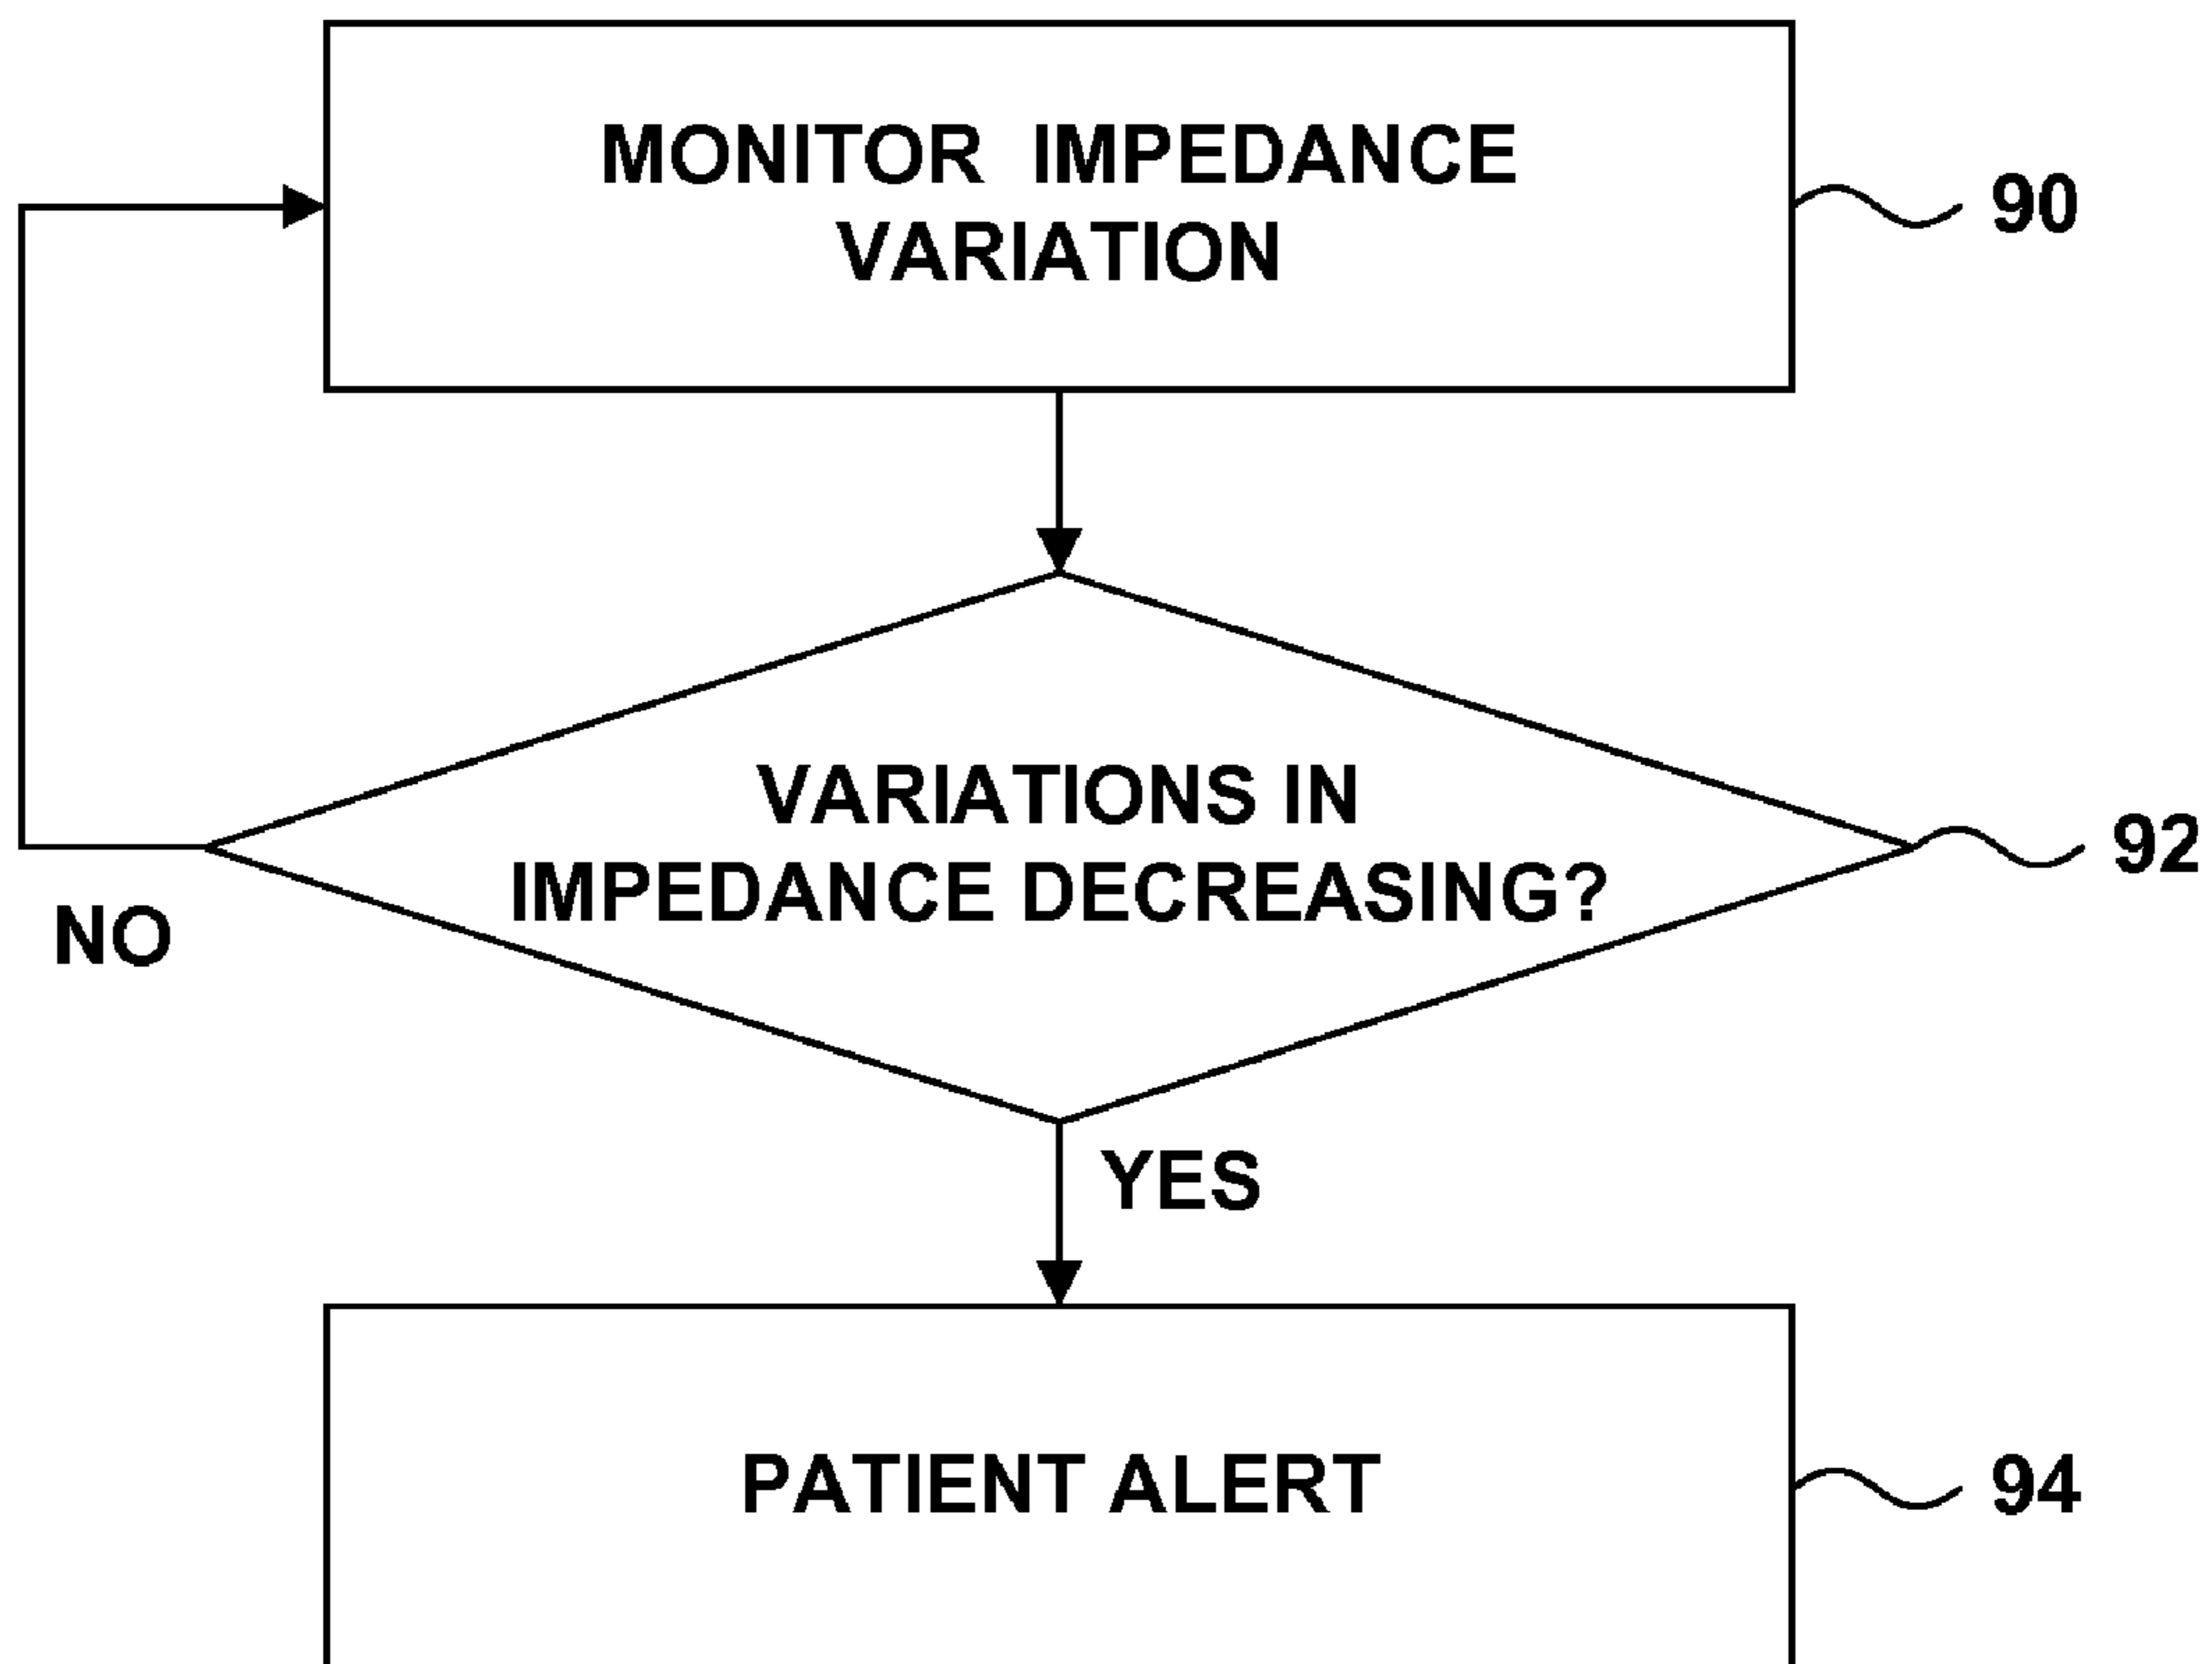 MONITOR IMPEDANCE
VARIATION
90
VARIATIONS IN
IMPEDANCE DECREASING?
92
NO
YES
PATIENT ALERT
94